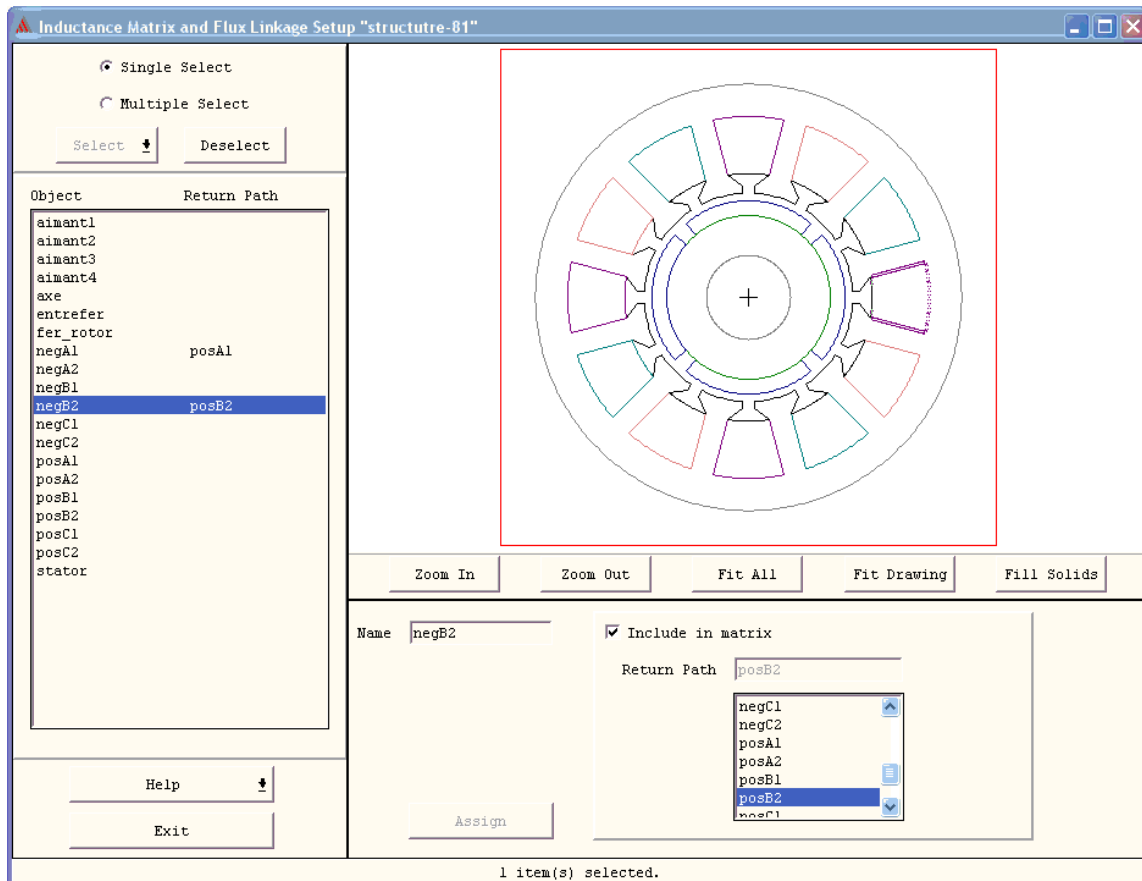 Inductance Matrix and Flux Linkage Setup "structutre-81"
Single Select
Multiple Select
Select Deselect
Object Return Path
aimant1
aimant2
aimant3
aimant4
axe
entrefer
fer_rotor
negA1 posA1
negA2
negB1
negB2 posB2
negC1
negC2
posA1
posA2
posB1
posB2
posC1
posC2
stator
Help
Exit
Zoom In Zoom Out Fit All Fit Drawing Fill Solids
Name negB2
Include in matrix
Return Path posB2
negC1
negC2
posA1
posA2
posB1
posB2
posC1
Assign
1 item(s) selected.